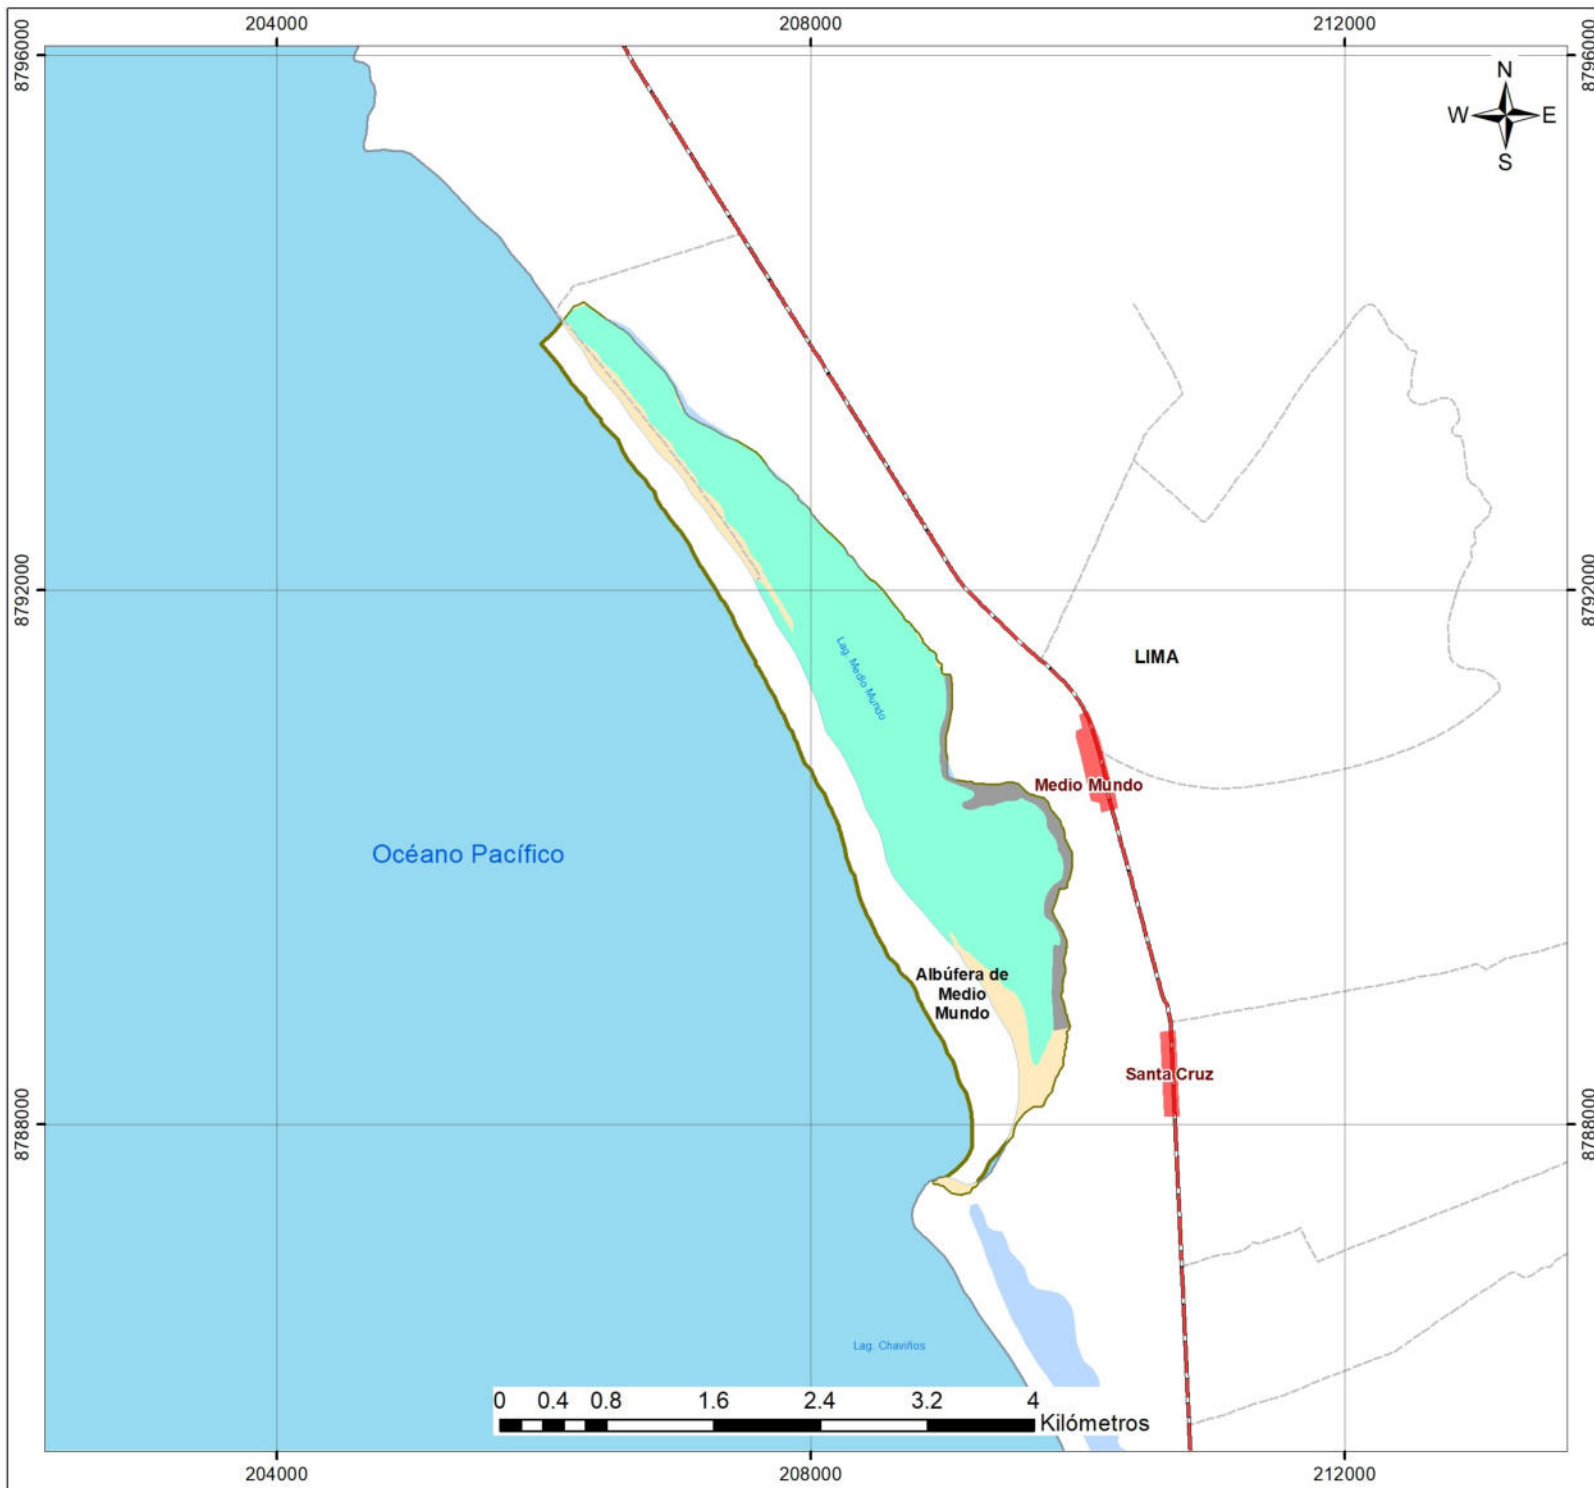 204000 208000 212000
8796000 8796000
N
W E
S
8792000 8792000
Lag. Medio Mundo
LIMA
Medio Mundo
Océano Pacífico
Albúfera de
Medio
Mundo
Santa Cruz
8788000 8788000
Lag. Chaviños
0 0.4 0.8 1.6 2.4 3.2 4
Kilómetros
204000 208000 212000